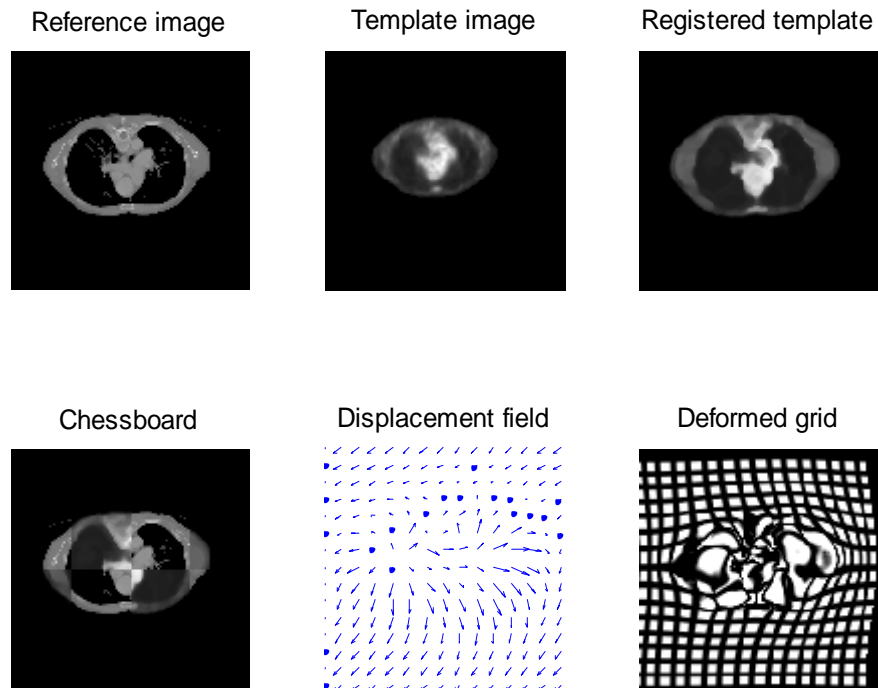 Reference image
Template image
Registered template
Chessboard
Displacement field
Deformed grid